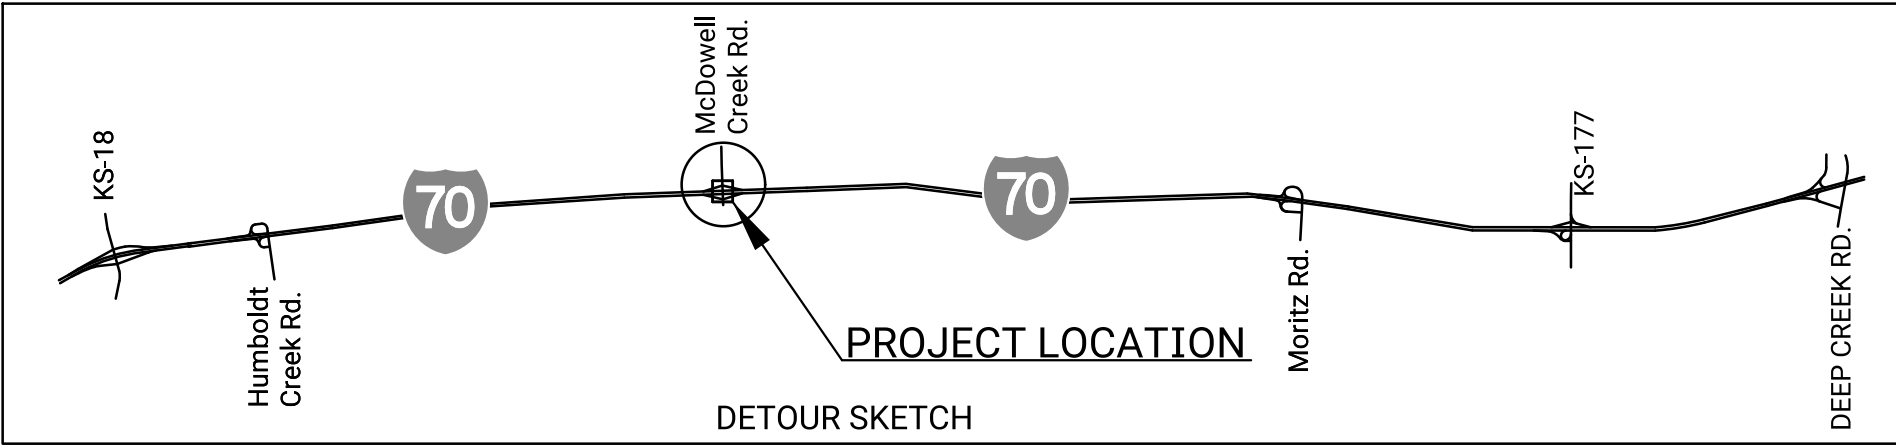 KS-18
Humboldt
Creek Rd.
70
McDowell
Creek Rd.
PROJECT LOCATION
70
Moritz Rd.
KS-177
DEEP CREEK RD.
DETOUR SKETCH